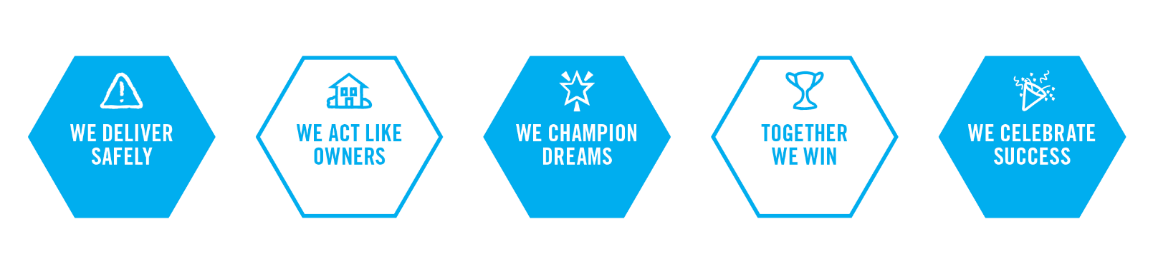 WE DELIVER
SAFELY
WE ACT LIKE
OWNERS
WE CHAMPION
DREAMS
TOGETHER
WE WIN
WE CELEBRATE
SUCCESS